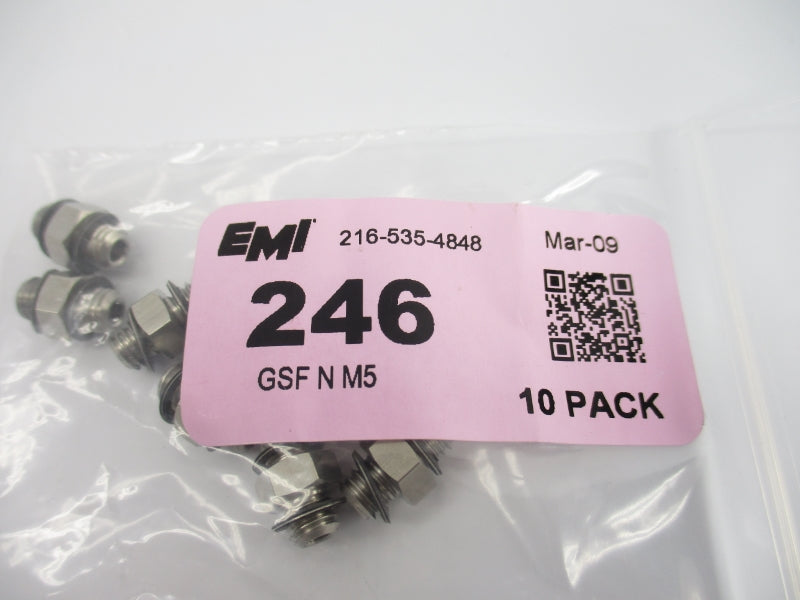 EMI 216-535-4848 Mar-09
246
GSF N M5
10 PACK